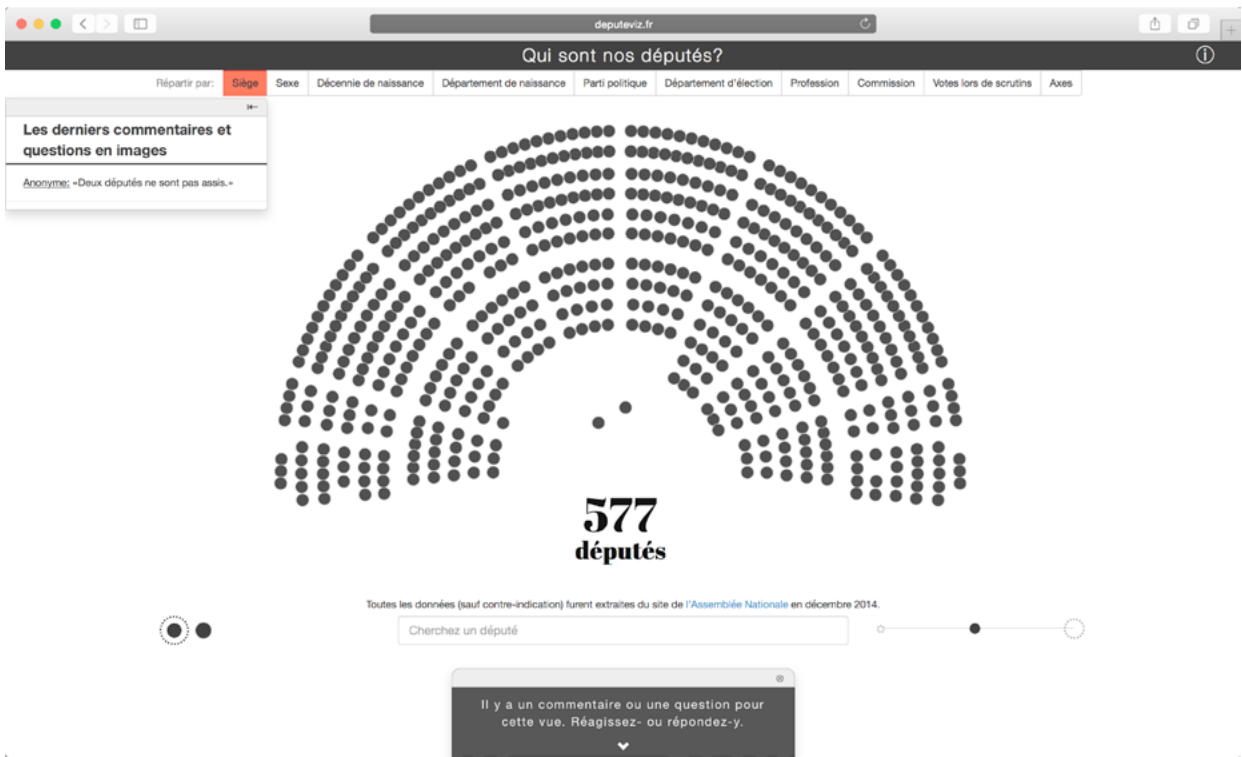 deputeviz.fr
Qui sont nos députés?
Répartir par: Siège Sexe Décennie de naissance Département de naissance Parti politique Département d'élection Profession Commission Votes lors de scrutins Axes
Les derniers commentaires et
questions en images
Anonyme: «Deux députés ne sont pas assis.»
577
députés
Toutes les données (sauf contre-indication) furent extraites du site de l'Assemblée Nationale en décembre 2014.
Cherchez un député
Il y a un commentaire ou une question pour
cette vue. Réagissez- ou répondez-y.